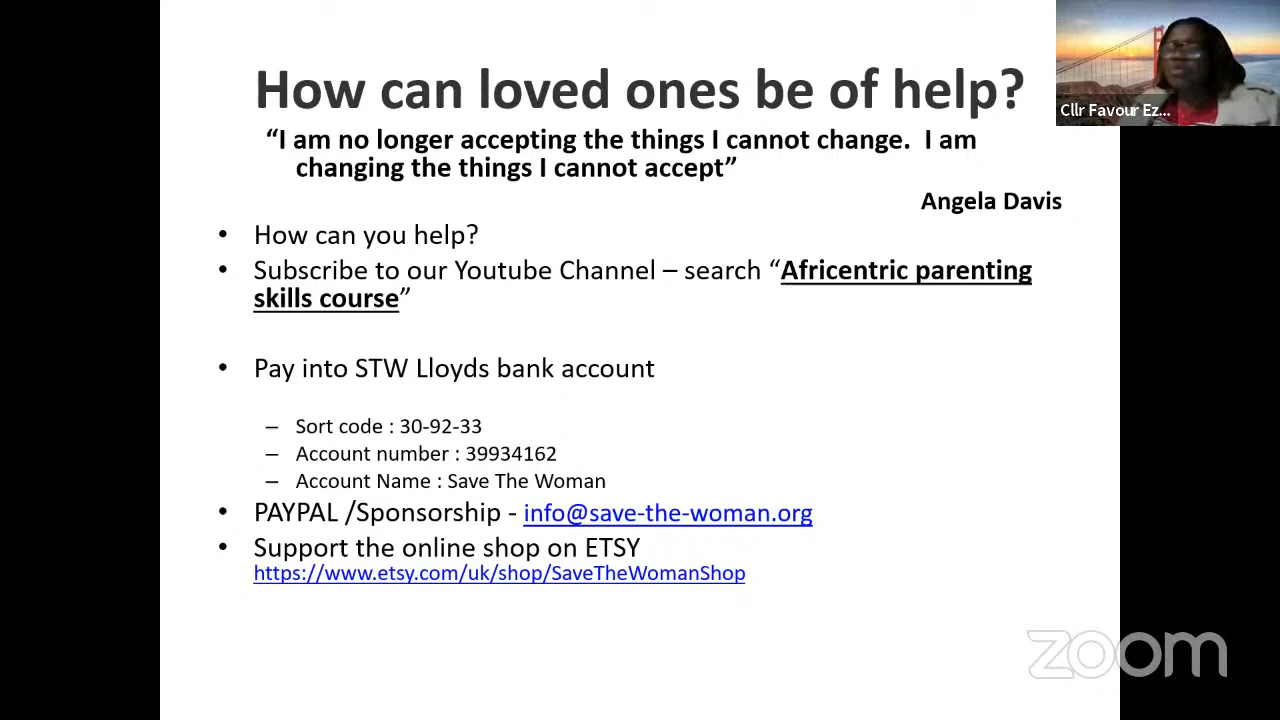 How can loved ones be of help?
“I am no longer accepting the things I cannot change.  I am
changing the things I cannot accept”
Angela Davis
• How can you help?
• Subscribe to our Youtube Channel – search “Africentric parenting
skills course”
• Pay into STW Lloyds bank account
– Sort code : 30-92-33
– Account number : 39934162
– Account Name : Save The Woman
• PAYPAL /Sponsorship - info@save-the-woman.org
• Support the online shop on ETSY
https://www.etsy.com/uk/shop/SaveTheWomanShop
Cllr Favour Ez...
zoom